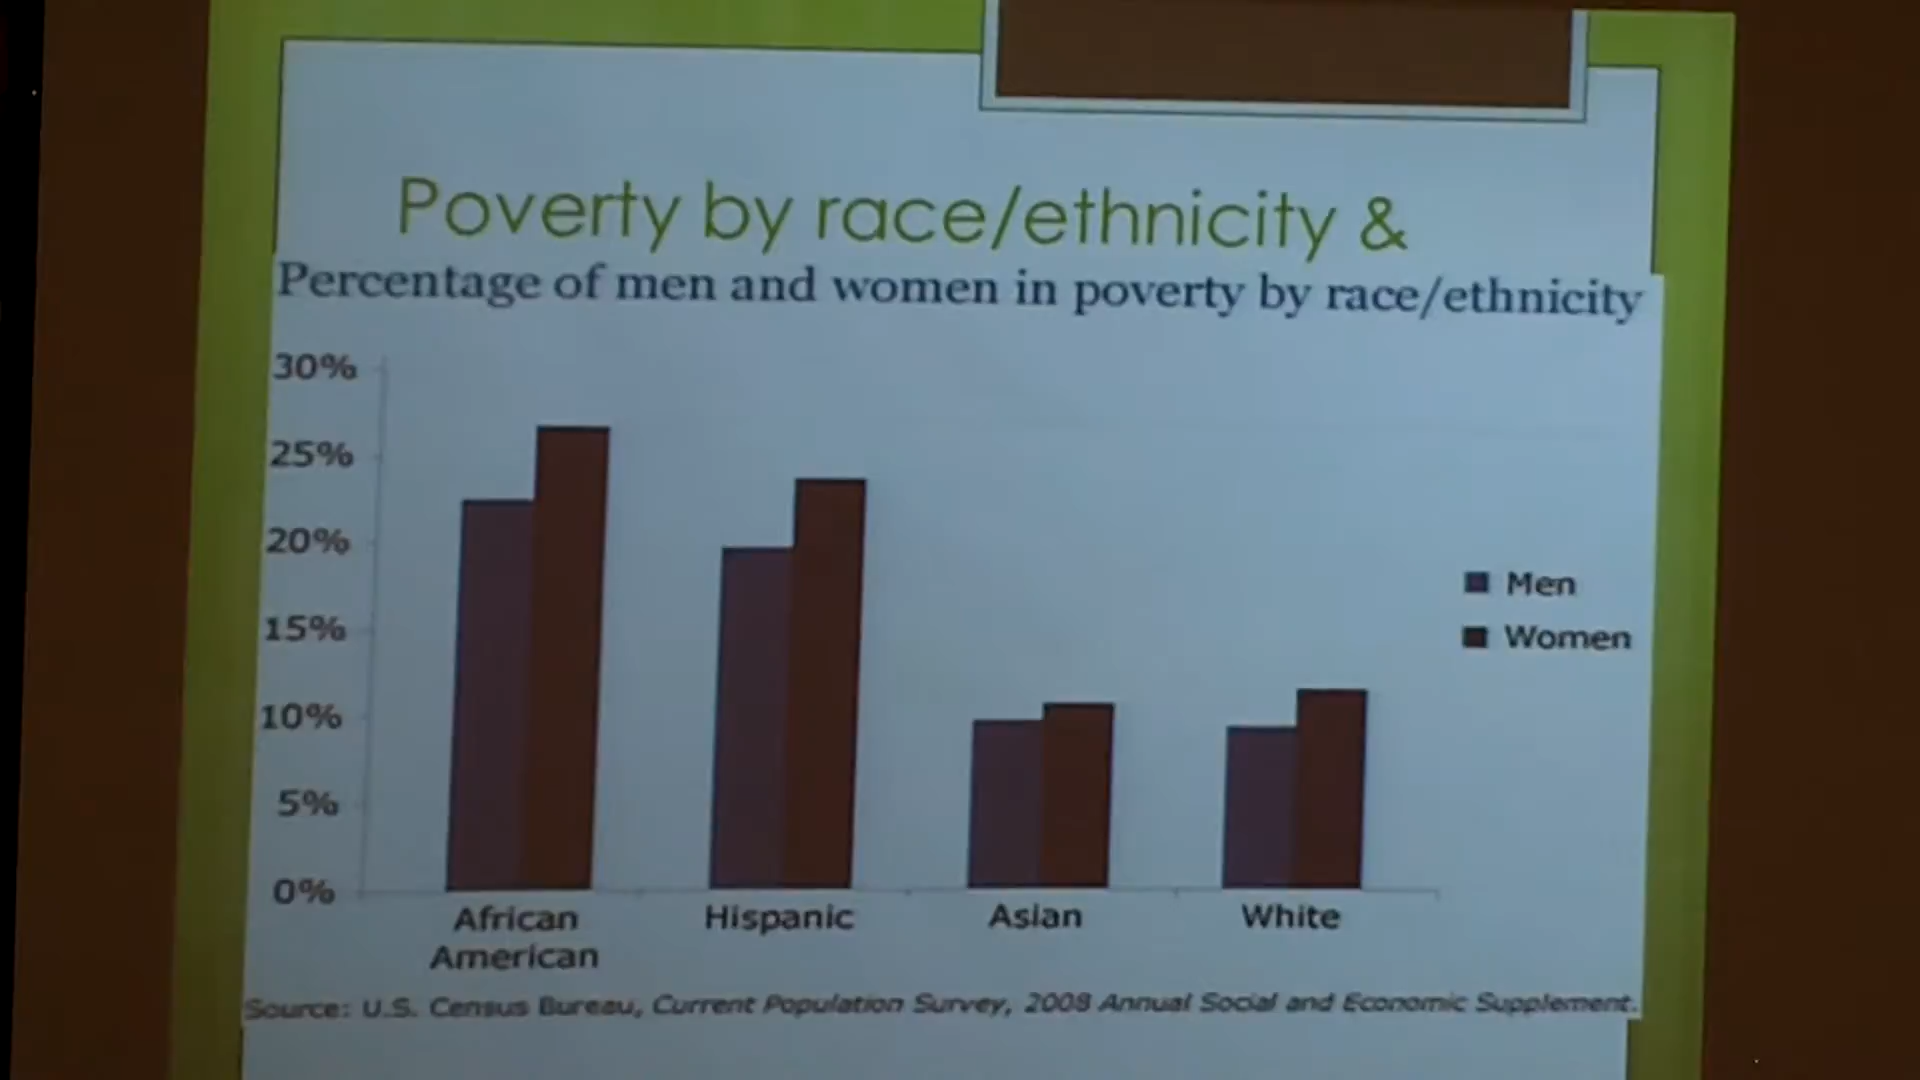 Poverty by race/ethnicity &
Percentage of men and women in poverty by race/ethnicity
30%
25%
20%
15%
10%
5%
0%
Men
Women
African
American
Hispanic
Asian
White
Source: U.S. Census Bureau, Current Population Survey, 2008 Annual Social and Economic Supplement.